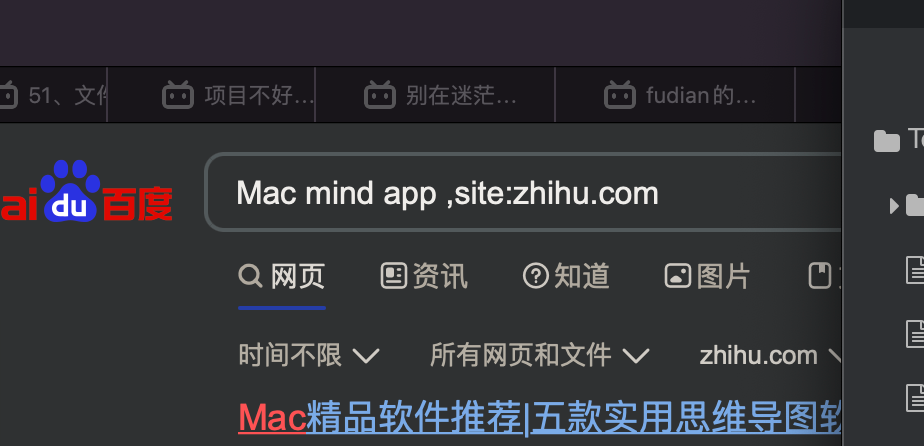 51、文件
项目不好…
别在迷茫…
fudian的…
ai du 百度
Mac mind app ,site:zhihu.com
网页
资讯
知道
图片
时间不限
所有网页和文件
zhihu.com
Mac精品软件推荐|五款实用思维导图软